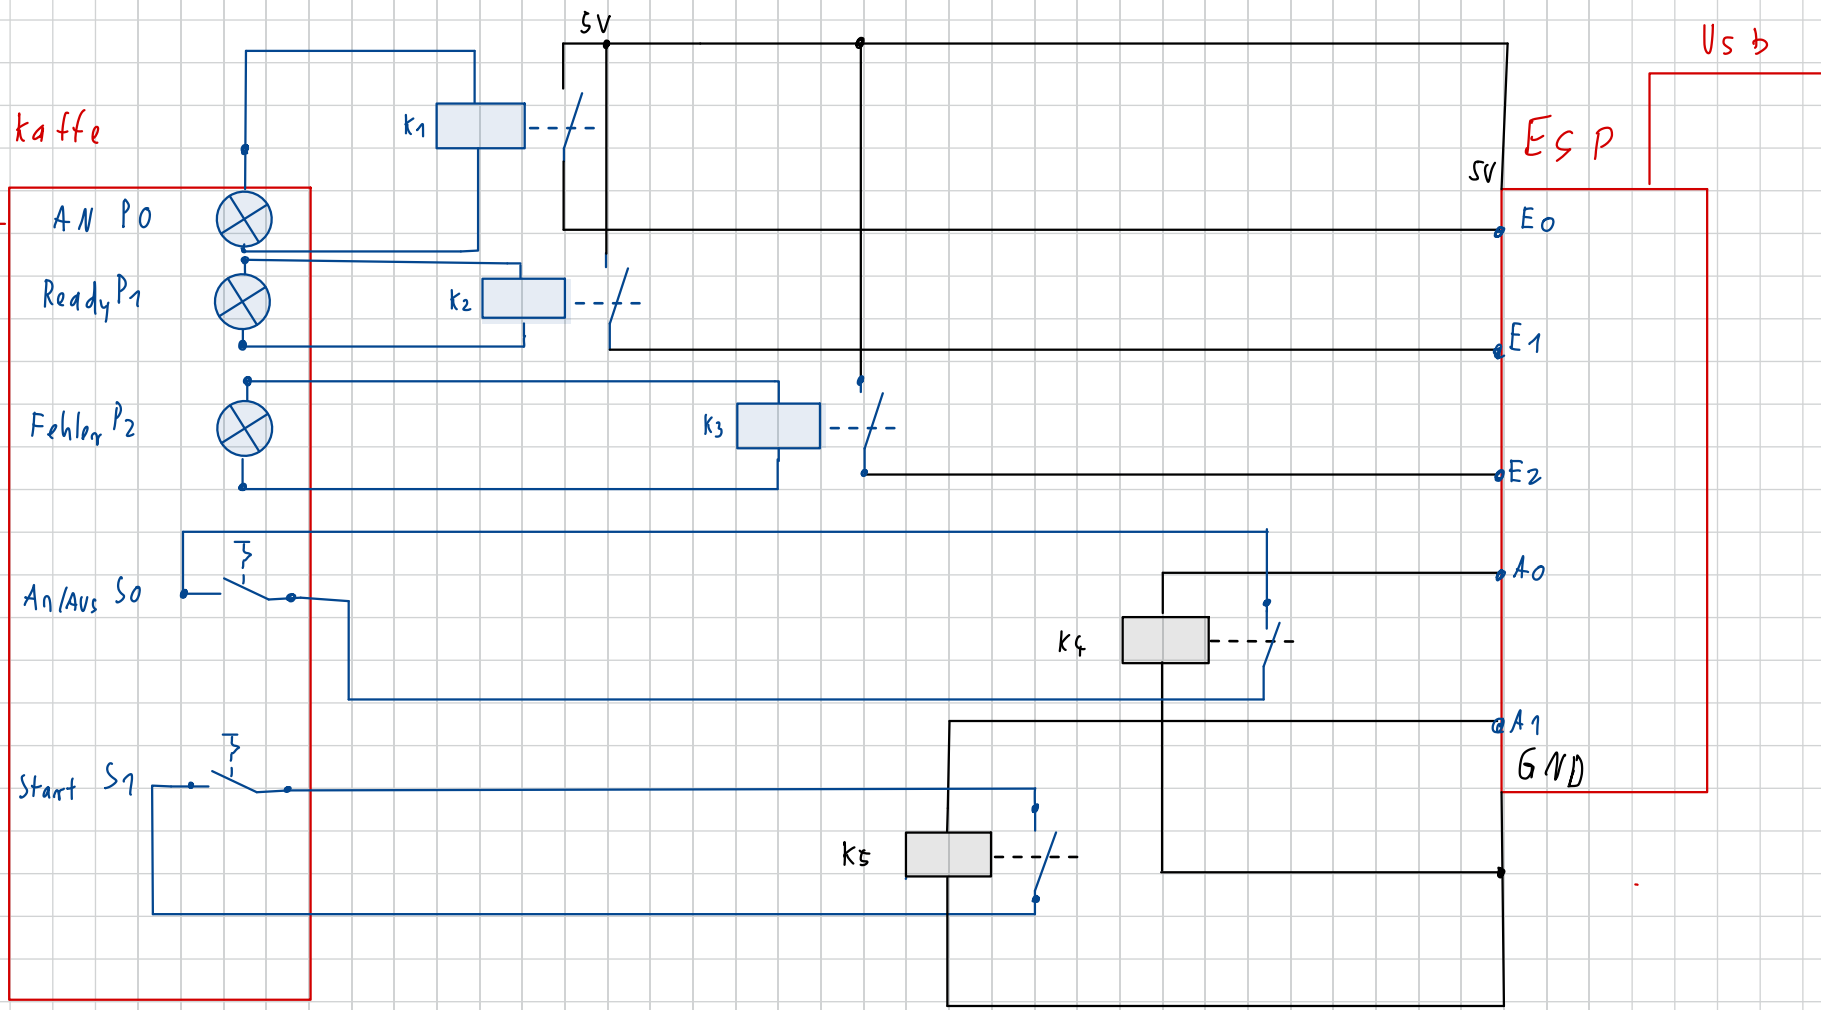 5V
Usb
Kaffe
K1
ESP
5V
AN P0
E0
Ready P1
K2
E1
Fehler P2
K3
E2
An/Aus S0
A0
K4
A1
GND
Start S1
K5